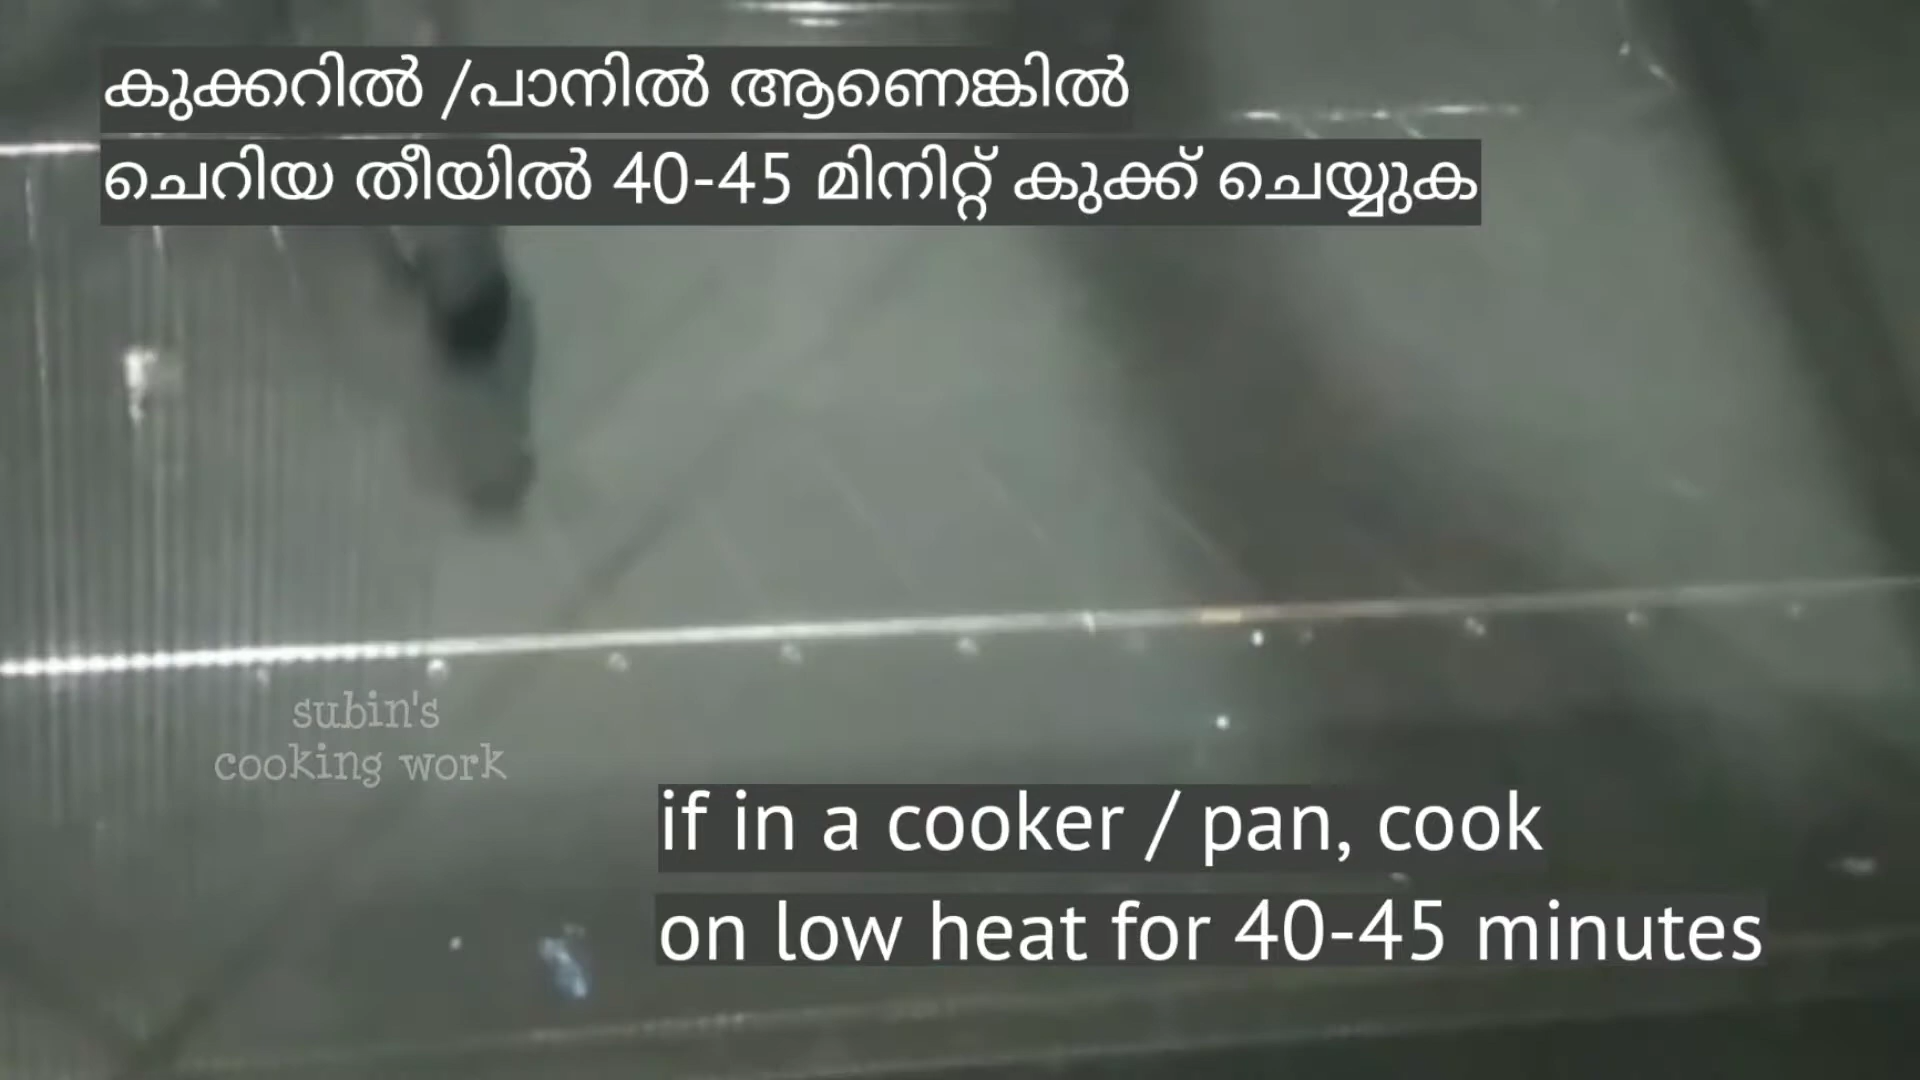 കുക്കറിൽ /പാനിൽ ആണെങ്കിൽ
ചെറിയ തീയിൽ 40-45 മിനിറ്റ് കുക്ക് ചെയ്യുക
subin's
cooking work
if in a cooker / pan, cook
on low heat for 40-45 minutes